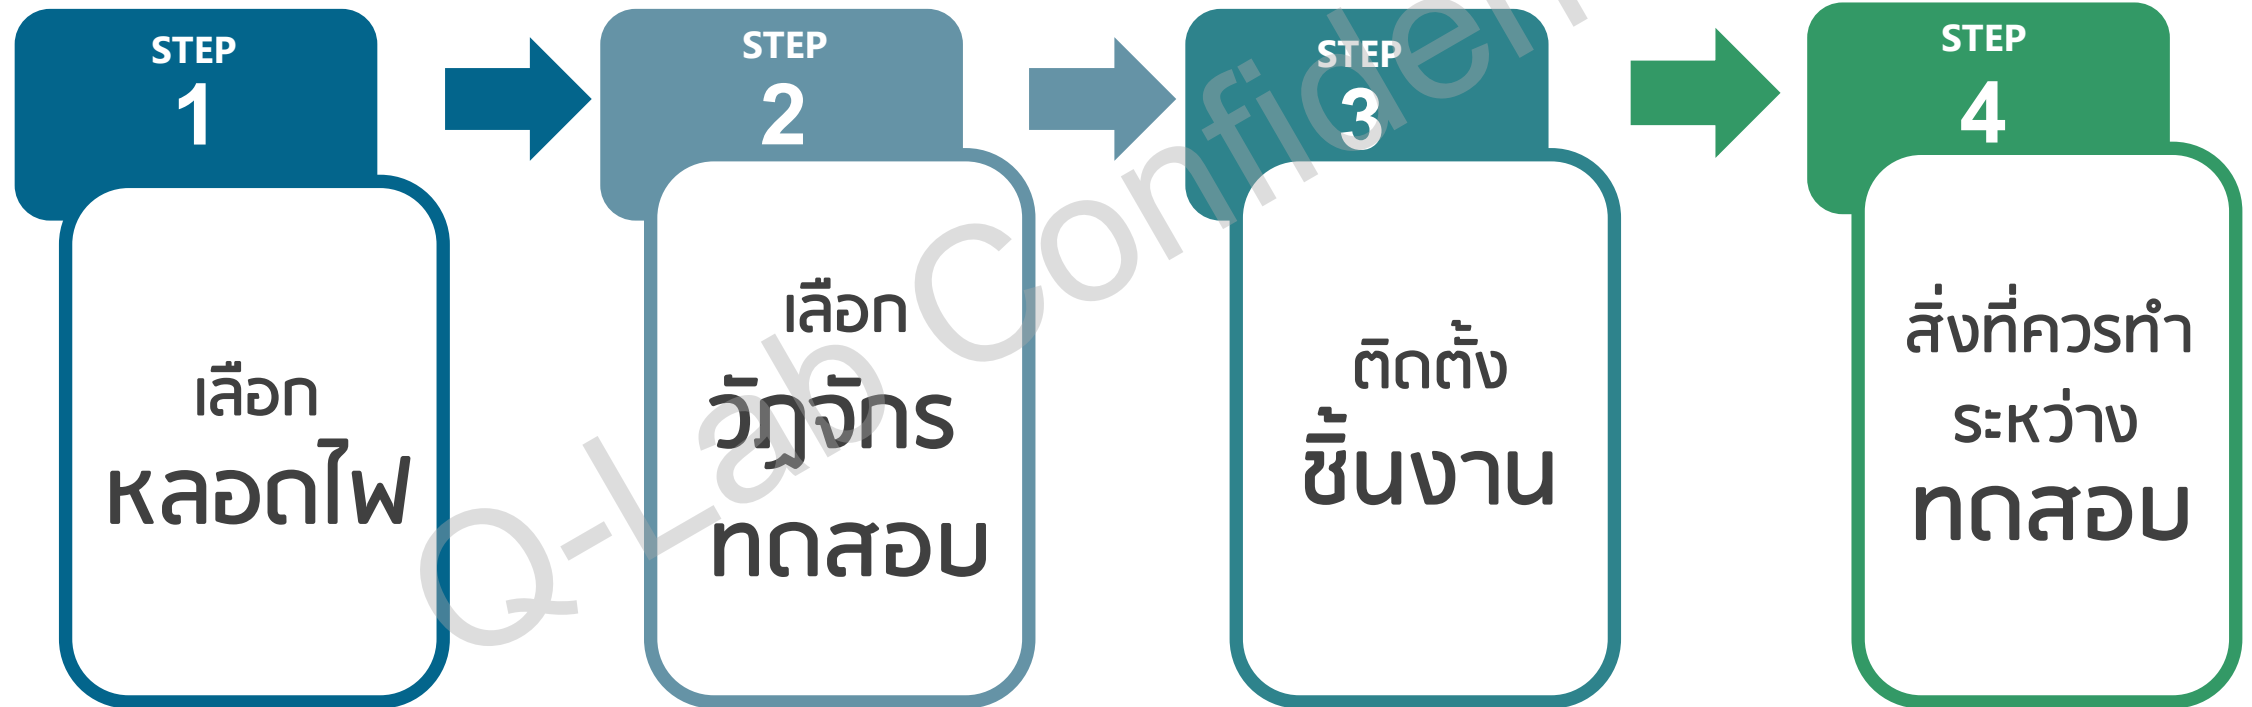 STEP
1
เลือก
หลอดไฟ
STEP
2
เลือก
วัฏจักร
ทดสอบ
STEP
3
ติดตั้ง
ชิ้นงาน
STEP
4
สิ่งที่ควรทำ
ระหว่าง
ทดสอบ
Q-Lab Confiden